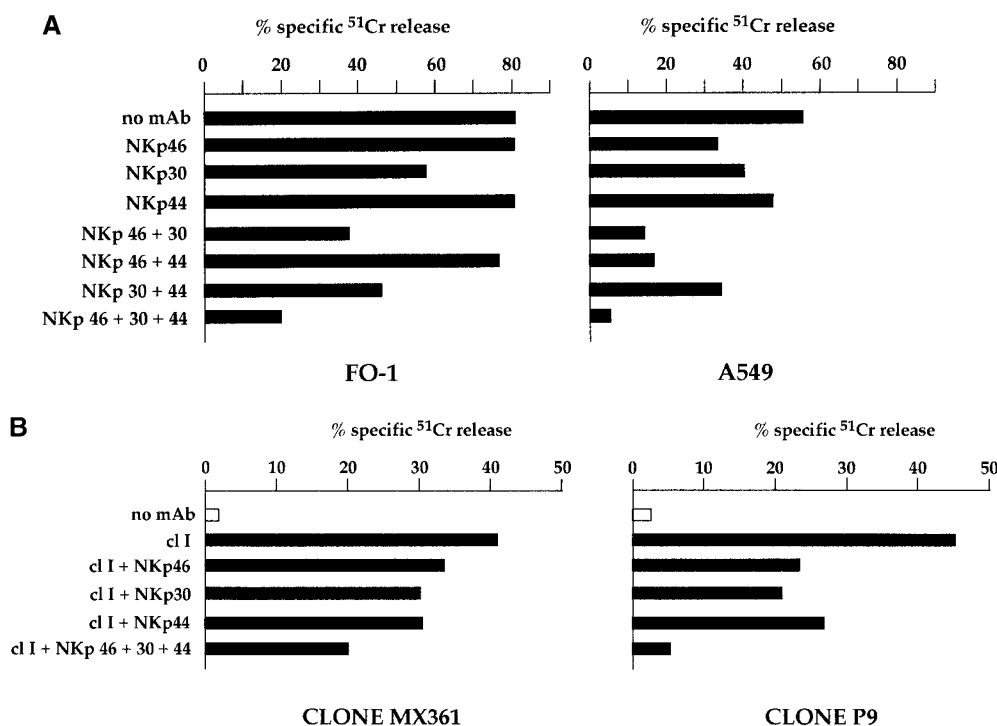 A
% specific ⁵¹Cr release
0 20 40 60 80
no mAb
NKp46
NKp30
NKp44
NKp 46 + 30
NKp 46 + 44
NKp 30 + 44
NKp 46 + 30 + 44
FO-1
% specific ⁵¹Cr release
0 20 40 60 80
A549
B
% specific ⁵¹Cr release
0 10 20 30 40 50
no mAb
cl I
cl I + NKp46
cl I + NKp30
cl I + NKp44
cl I + NKp 46 + 30 + 44
CLONE MX361
% specific ⁵¹Cr release
0 10 20 30 40 50
CLONE P9